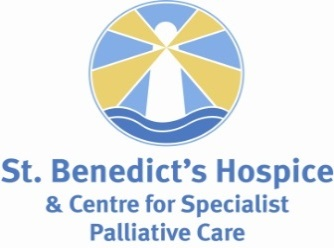 St. Benedict's Hospice
& Centre for Specialist
Palliative Care